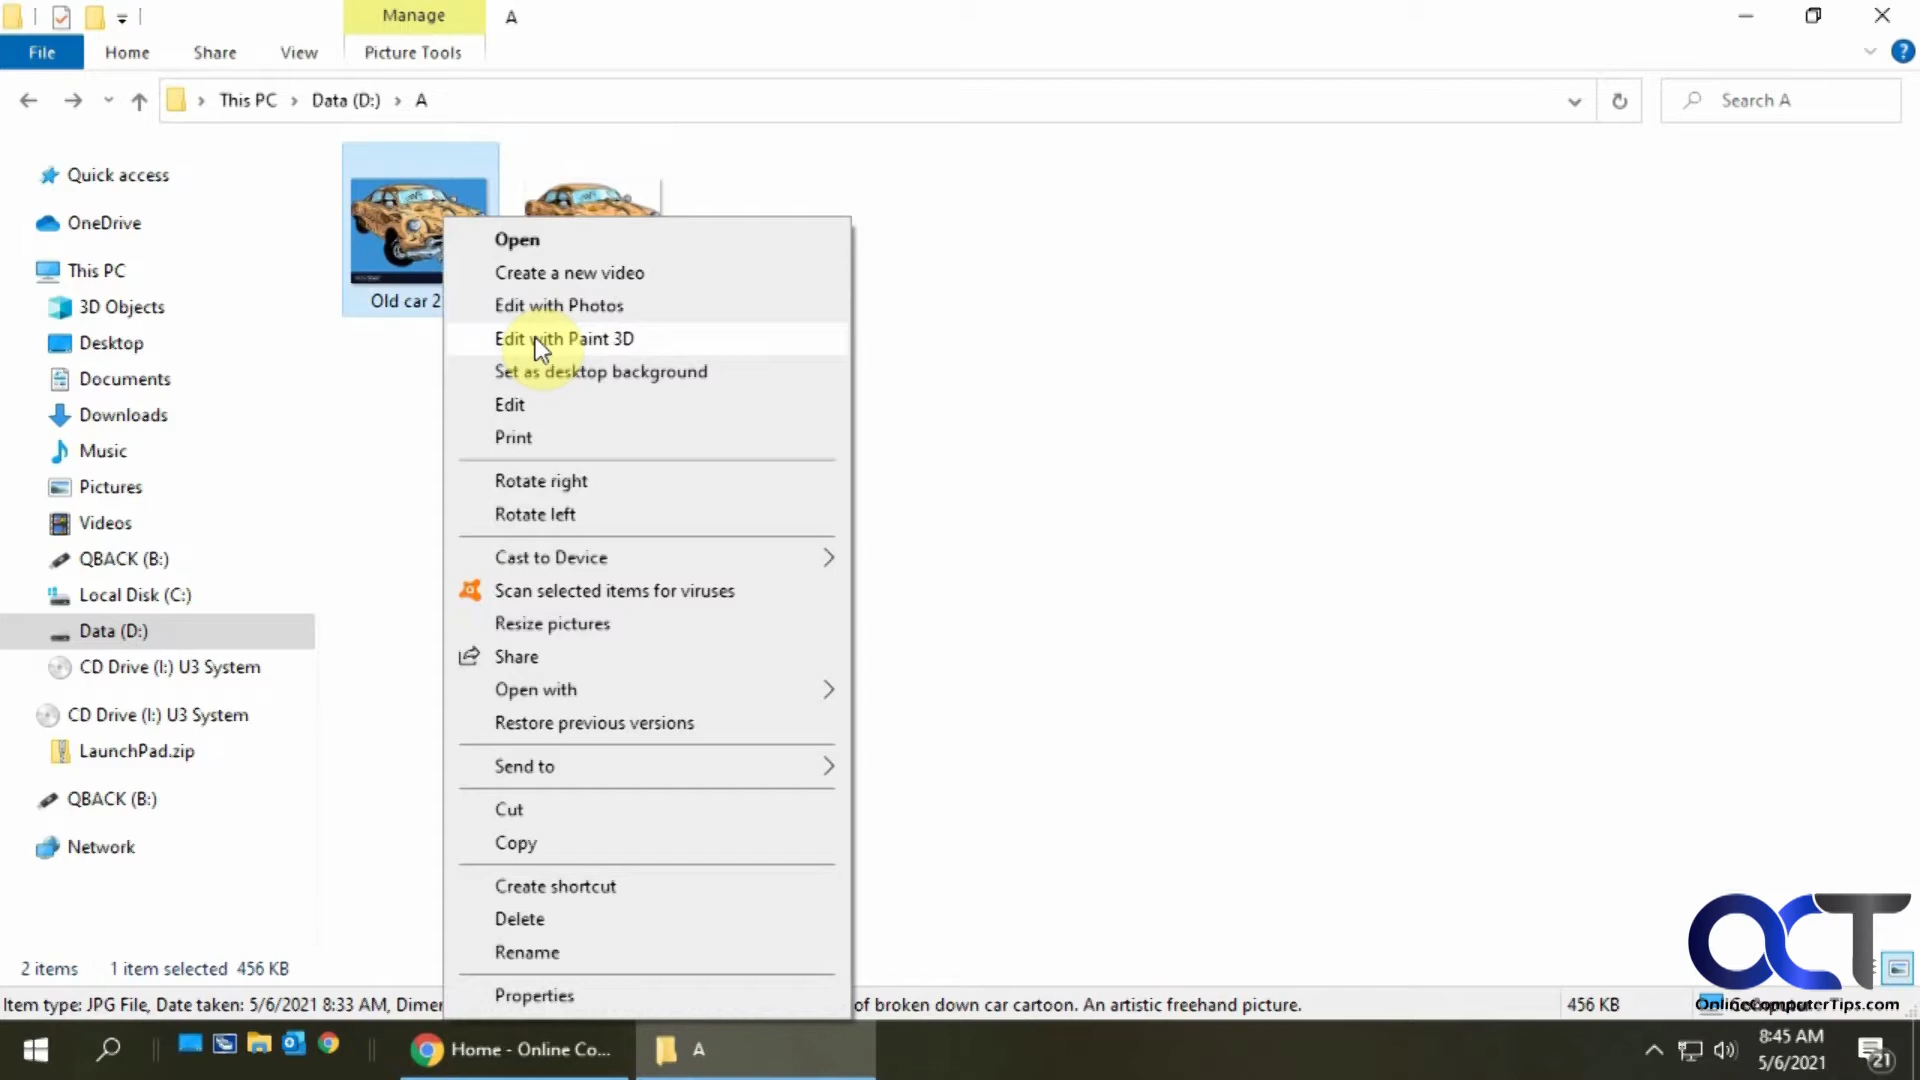 Manage
A
File
Home
Share
View
Picture Tools
This PC
Data (D:)
A
Search A
Quick access
OneDrive
This PC
3D Objects
Desktop
Documents
Downloads
Music
Pictures
Videos
QBACK (B:)
Local Disk (C:)
Data (D:)
CD Drive (I:) U3 System
CD Drive (I:) U3 System
LaunchPad.zip
QBACK (B:)
Network
Old car 2
Open
Create a new video
Edit with Photos
Edit with Paint 3D
Set as desktop background
Edit
Print
Rotate right
Rotate left
Cast to Device
Scan selected items for viruses
Resize pictures
Share
Open with
Restore previous versions
Send to
Cut
Copy
Create shortcut
Delete
Rename
Properties
2 items 1 item selected 456 KB
Item type: JPG File, Date taken: 5/6/2021 8:33 AM, Dimen of broken down car cartoon. An artistic freehand picture. 456 KB
OCT
OnlineComputerTips.com
Home - Online Co...
A
8:45 AM
5/6/2021
21